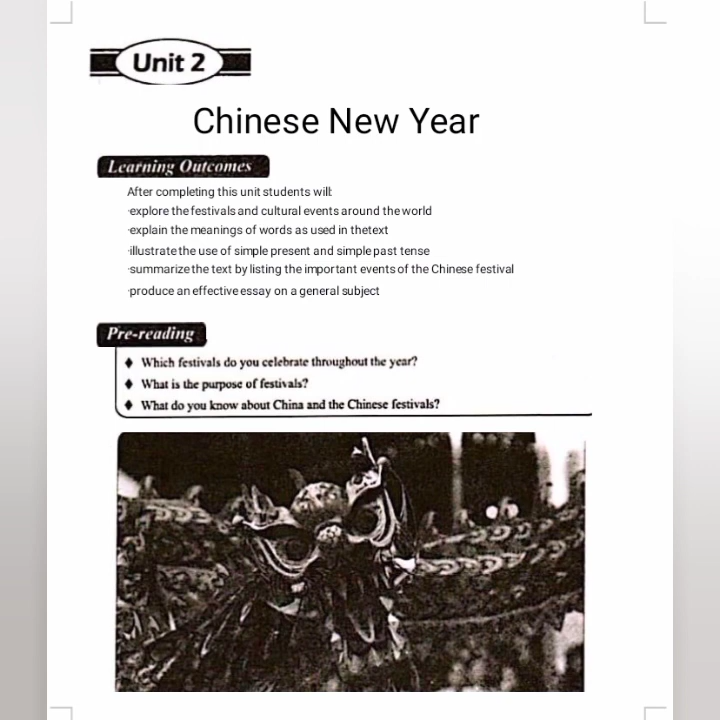 Unit 2
Chinese New Year
Learning Outcomes
After completing this unit students will:
·explore the festivals and cultural events around the world
·explain the meanings of words as used in thetext
·illustrate the use of simple present and simple past tense
·summarize the text by listing the important events of the Chinese festival
·produce an effective essay on a general subject
Pre-reading
♦ Which festivals do you celebrate throughout the year?
♦ What is the purpose of festivals?
♦ What do you know about China and the Chinese festivals?